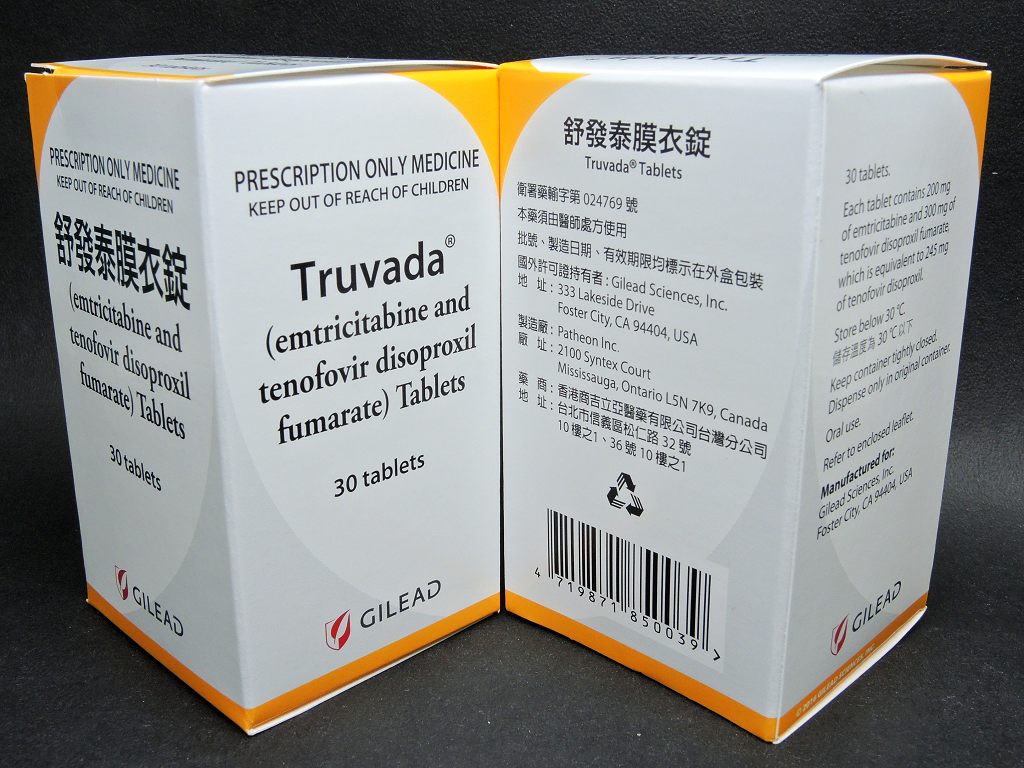 PRESCRIPTION ONLY MEDICINE
KEEP OUT OF REACH OF CHILDREN
舒發泰膜衣錠
(emtricitabine and
tenofovir disoproxil
fumarate) Tablets
30 tablets
GILEAD
PRESCRIPTION ONLY MEDICINE
KEEP OUT OF REACH OF CHILDREN
Truvada®
(emtricitabine and
tenofovir disoproxil
fumarate) Tablets
30 tablets
GILEAD
Truvada®
舒發泰膜衣錠
Truvada® Tablets
衛署藥輸字第 024769 號
本藥須由醫師處方使用
批號、製造日期、有效期限均標示在外盒包裝
國外許可證持有者：Gilead Sciences, Inc.
地 址：333 Lakeside Drive
Foster City, CA 94404, USA
製造廠：Patheon Inc.
廠 址：2100 Syntex Court
Mississauga, Ontario L5N 7K9, Canada
藥 商：香港商吉立亞醫藥有限公司台灣分公司
地 址：台北市信義區松仁路 32 號
10 樓之1、36 號 10 樓之1
4 719871 850039 >
30 tablets.
Each tablet contains 200 mg
of emtricitabine and 300 mg of
tenofovir disoproxil fumarate,
which is equivalent to 245 mg
of tenofovir disoproxil.
Store below 30 °C.
儲存溫度為 30 °C 以下
Keep container tightly closed.
Dispense only in original container.
Oral use.
Refer to enclosed leaflet.
Manufactured for:
Gilead Sciences, Inc.
Foster City, CA 94404, USA
GILEAD
GILEAD SCIENCES, INC.